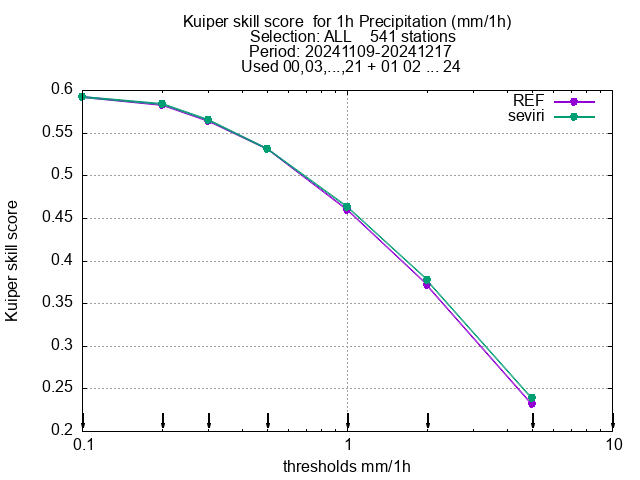 Kuiper skill score  for 1h Precipitation (mm/1h)
Selection: ALL    541 stations
Period: 20241109-20241217
Used 00,03,...,21 + 01 02 ... 24
REF
seviri
0.6
0.55
0.5
0.45
0.4
0.35
0.3
0.25
0.2
Kuiper skill score
0.1
1
10
thresholds mm/1h